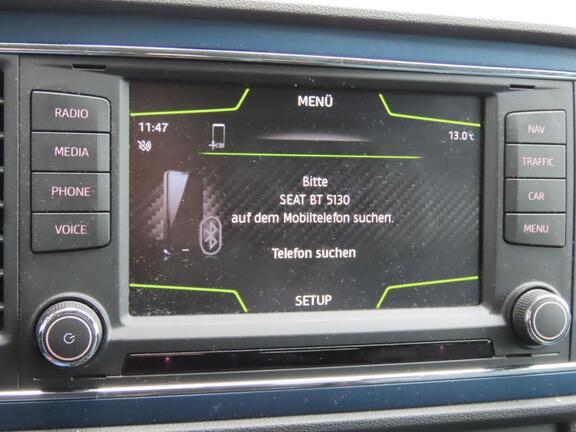 MENÜ
RADIO
MEDIA
PHONE
VOICE
11:47
13.0°C
NAV
TRAFFIC
CAR
MENU
Bitte
SEAT BT 5130
auf dem Mobiltelefon suchen.
Telefon suchen
SETUP